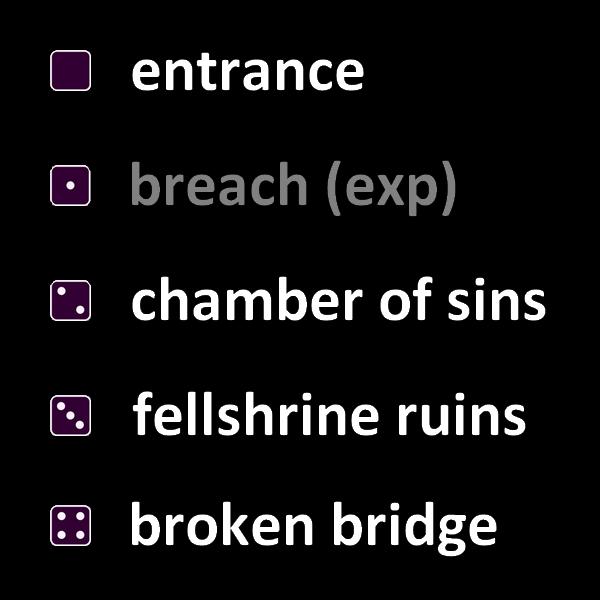 entrance
breach (exp)
chamber of sins
fellshrine ruins
broken bridge